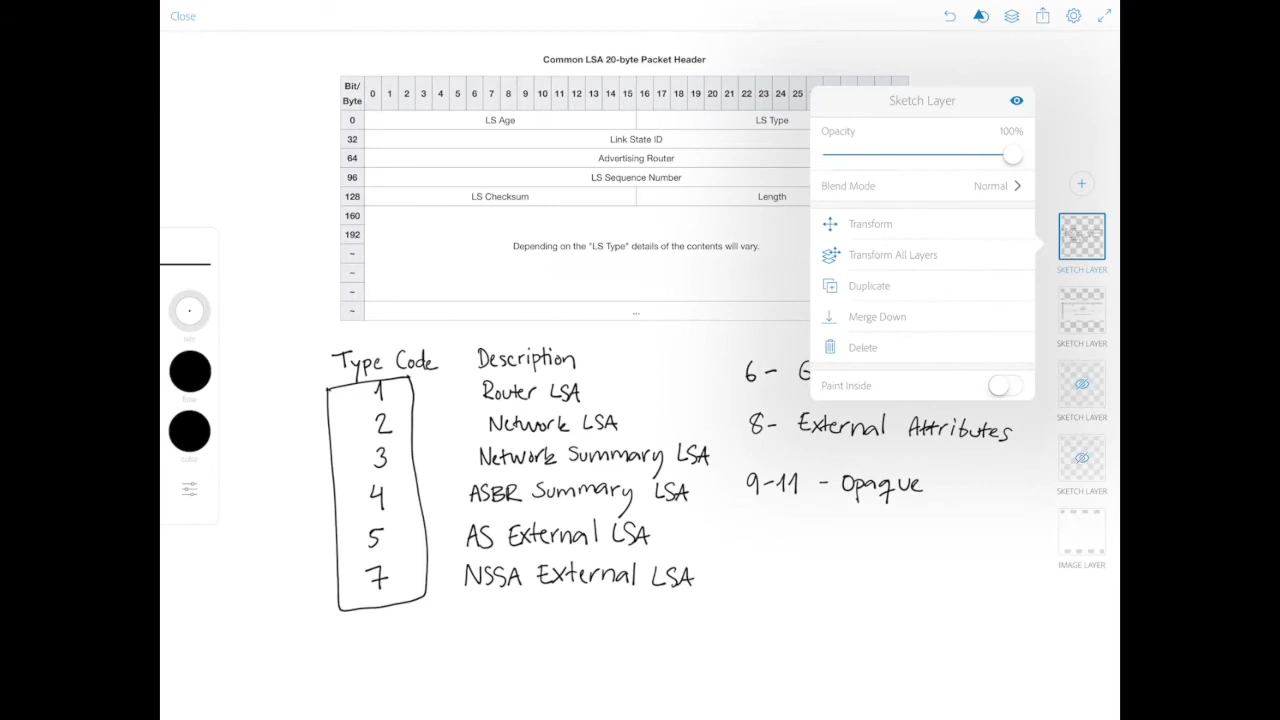 Close
Common LSA 20-byte Packet Header
Bit/
Byte 0 1 2 3 4 5 6 7 8 9 10 11 12 13 14 15 16 17 18 19 20 21 22 23 24 25
0 LS Age LS Type
32 Link State ID
64 Advertising Router
96 LS Sequence Number
128 LS Checksum Length
160
192
~ Depending on the "LS Type" details of the contents will vary.
~
~
~ ...
Type Code Description
1 Router LSA
2 Network LSA
3 Network Summary LSA
4 ASBR Summary LSA
5 AS External LSA
7 NSSA External LSA
6 - G
8- External Attributes
9-11 - Opaque
Sketch Layer
Opacity 100%
Blend Mode Normal
Transform
Transform All Layers
Duplicate
Merge Down
Delete
Paint Inside
SKETCH LAYER
SKETCH LAYER
SKETCH LAYER
SKETCH LAYER
IMAGE LAYER
size
flow
color